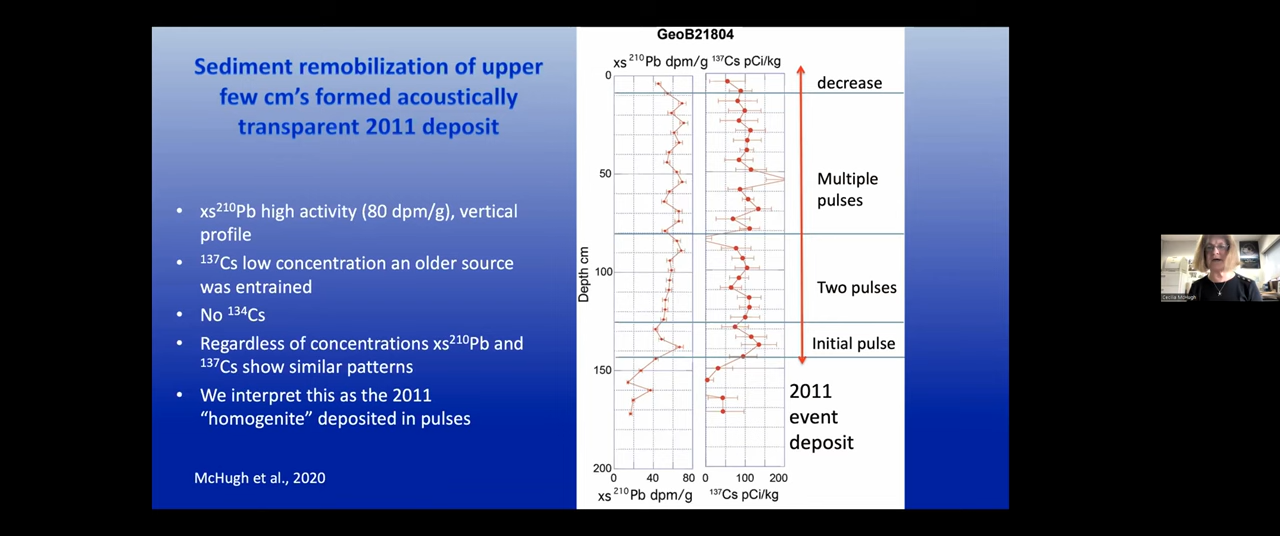 Sediment remobilization of upper
few cm's formed acoustically
transparent 2011 deposit
• xs²¹⁰Pb high activity (80 dpm/g), vertical
profile
• ¹³⁷Cs low concentration an older source
was entrained
• No ¹³⁴Cs
• Regardless of concentrations xs²¹⁰Pb and
¹³⁷Cs show similar patterns
• We interpret this as the 2011
“homogenite” deposited in pulses
McHugh et al., 2020
GeoB21804
xs ²¹⁰Pb dpm/g ¹³⁷Cs pCi/kg
0
50
100
150
200
Depth cm
0 40 80 0 100 200
xs ²¹⁰Pb dpm/g ¹³⁷Cs pCi/kg
decrease
Multiple
pulses
Two pulses
Initial pulse
2011
event
deposit
Cecilia McHugh